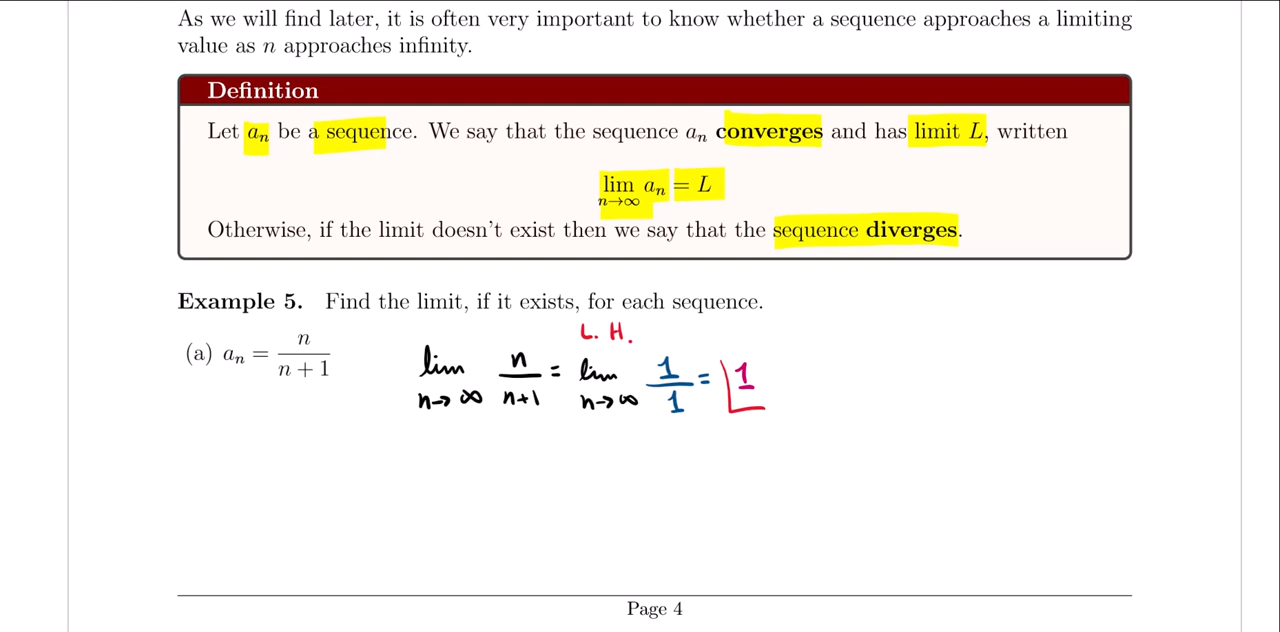 As we will find later, it is often very important to know whether a sequence approaches a limiting
value as n approaches infinity.
Definition
Let aₙ be a sequence. We say that the sequence aₙ converges and has limit L, written
lim n→∞ aₙ = L
Otherwise, if the limit doesn't exist then we say that the sequence diverges.
Example 5. Find the limit, if it exists, for each sequence.
L. H.
(a) aₙ = n/(n + 1) lim n→∞ n/(n+1) = lim n→∞ 1/1 = 1
Page 4